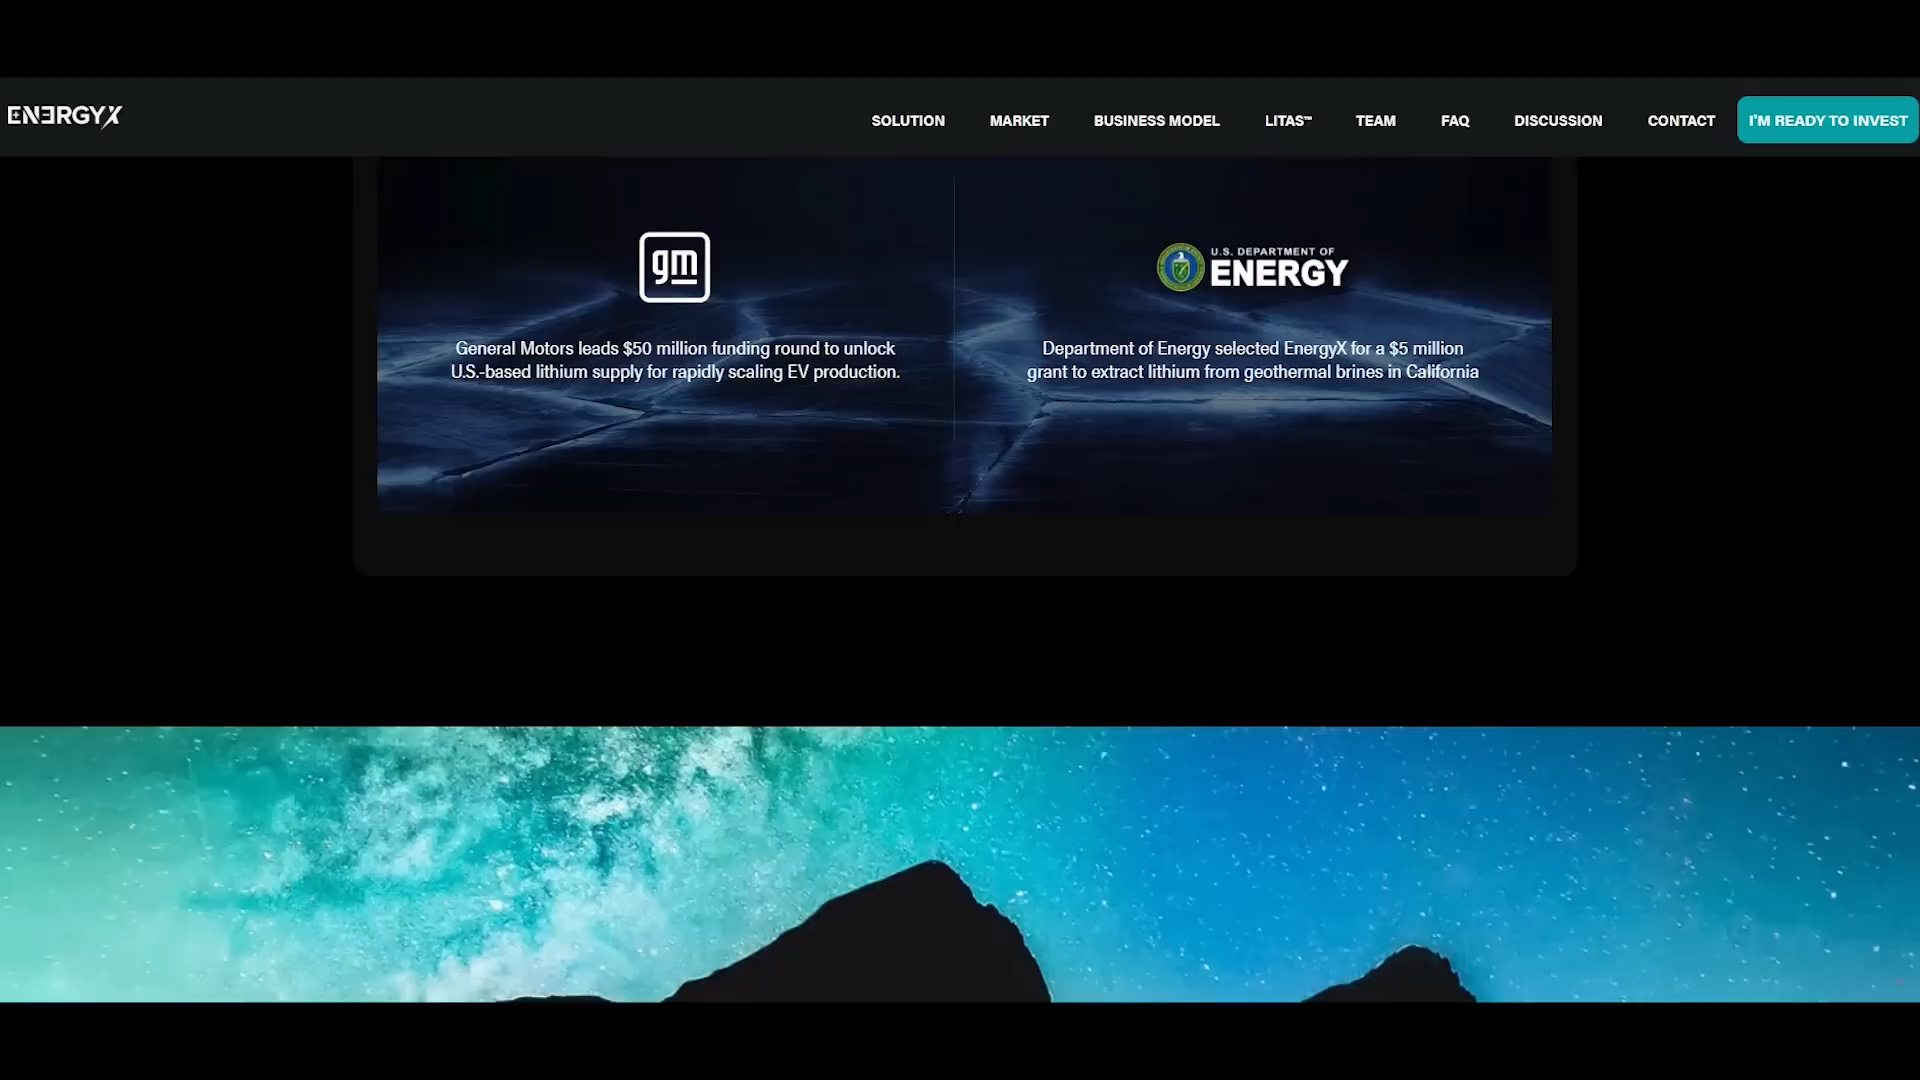 ENERGYX
SOLUTION
MARKET
BUSINESS MODEL
LITAS™
TEAM
FAQ
DISCUSSION
CONTACT
I'M READY TO INVEST
gm
General Motors leads $50 million funding round to unlock
U.S.-based lithium supply for rapidly scaling EV production.
U.S. DEPARTMENT OF
ENERGY
Department of Energy selected EnergyX for a $5 million
grant to extract lithium from geothermal brines in California